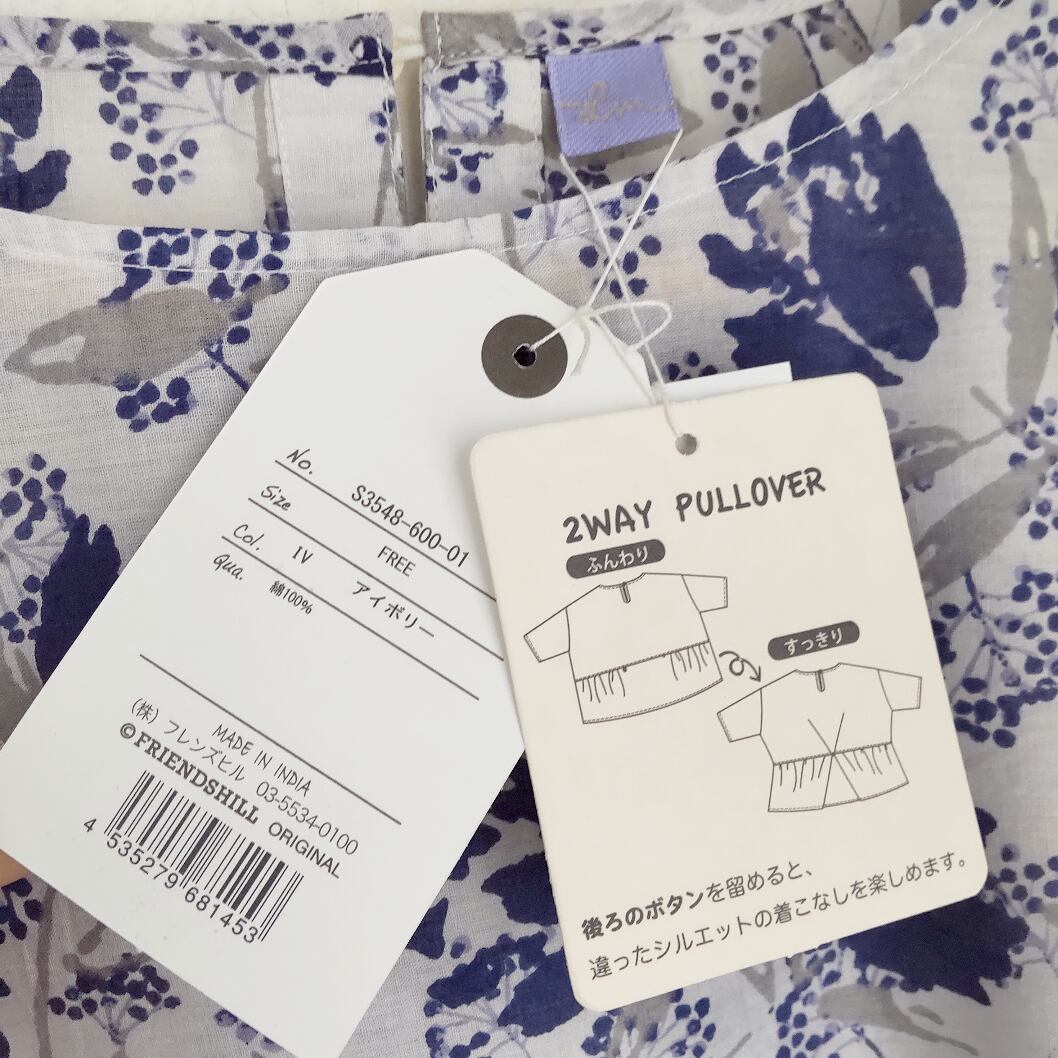 No. S3548-600-01
Size FREE
Col. IV アイボリー
Qua. 綿100%
MADE IN INDIA
(株) フレンズヒル 03-5534-0100
©FRIENDSHILL ORIGINAL
4 535279 681453
2WAY PULLOVER
ふんわり
すっきり
後ろのボタンを留めると、
違ったシルエットの着こなしを楽しめます。